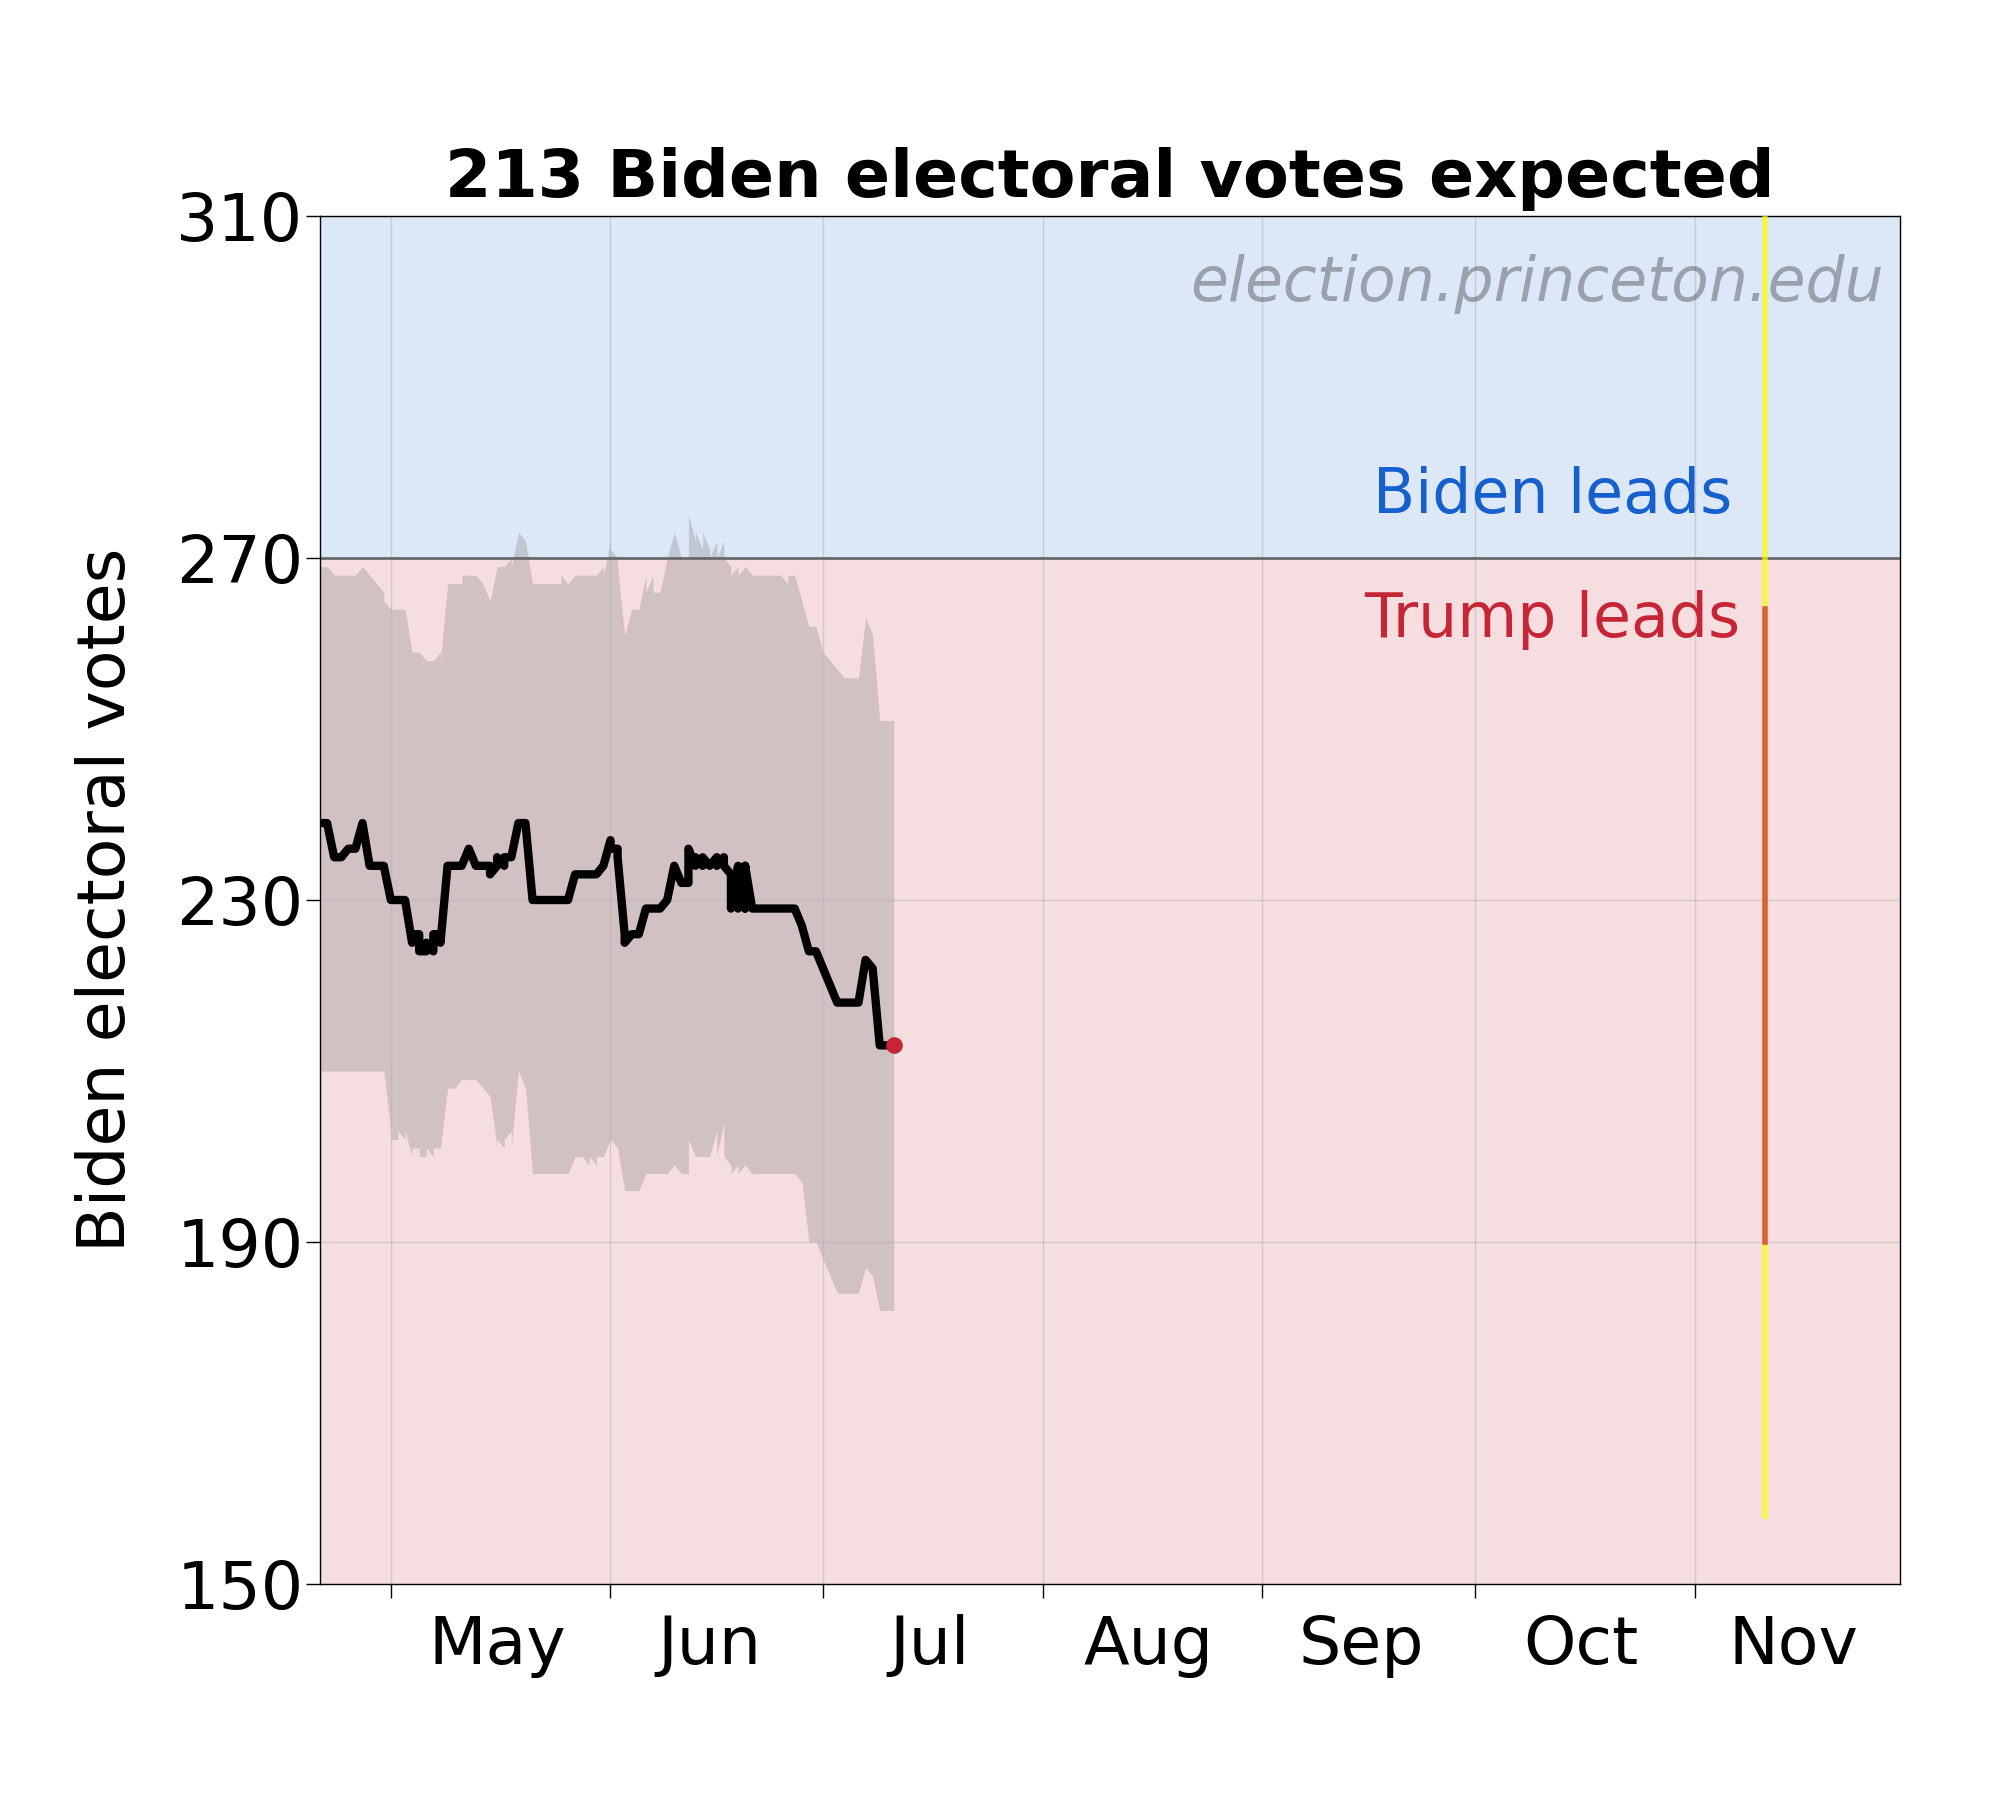 213 Biden electoral votes expected
310
election.princeton.edu
Biden leads
270
Trump leads
Biden electoral votes
230
190
150
May Jun Jul Aug Sep Oct Nov